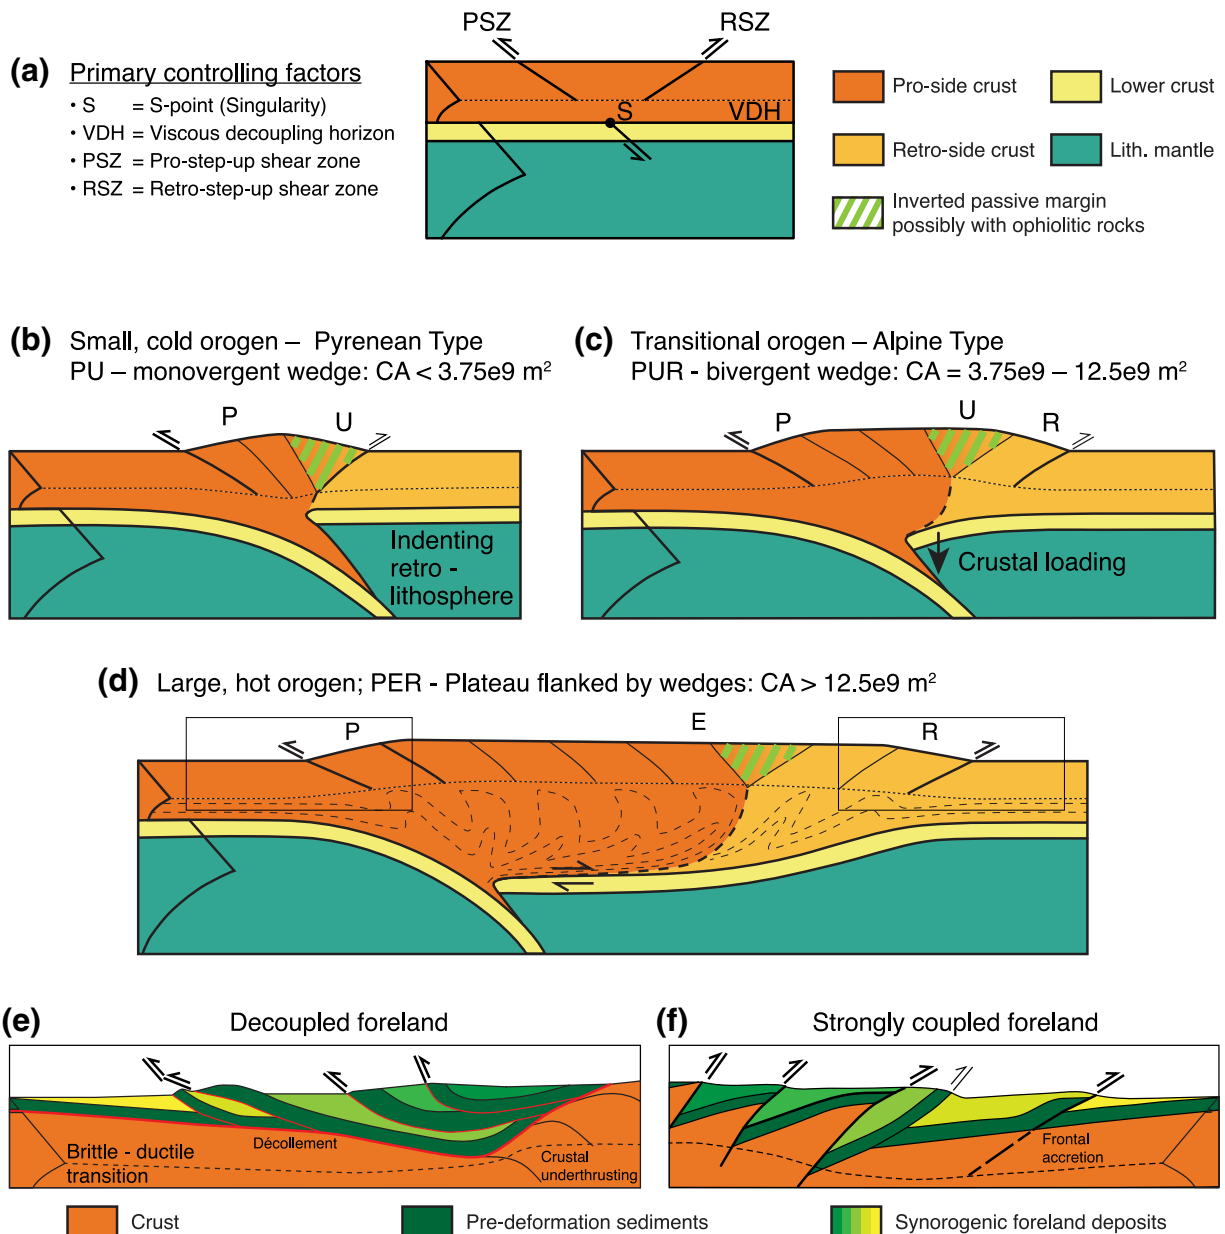 (a) Primary controlling factors
• S = S-point (Singularity)
• VDH = Viscous decoupling horizon
• PSZ = Pro-step-up shear zone
• RSZ = Retro-step-up shear zone
PSZ RSZ
S VDH
Pro-side crust Lower crust
Retro-side crust Lith. mantle
Inverted passive margin
possibly with ophiolitic rocks
(b) Small, cold orogen – Pyrenean Type
PU – monovergent wedge: CA < 3.75e9 m²
P U
Indenting
retro -
lithosphere
(c) Transitional orogen – Alpine Type
PUR - bivergent wedge: CA = 3.75e9 – 12.5e9 m²
P U R
Crustal loading
(d) Large, hot orogen; PER - Plateau flanked by wedges: CA > 12.5e9 m²
P E R
(e) Decoupled foreland
Décollement
Brittle - ductile
transition
Crustal
underthrusting
(f) Strongly coupled foreland
Frontal
accretion
Crust Pre-deformation sediments Synorogenic foreland deposits